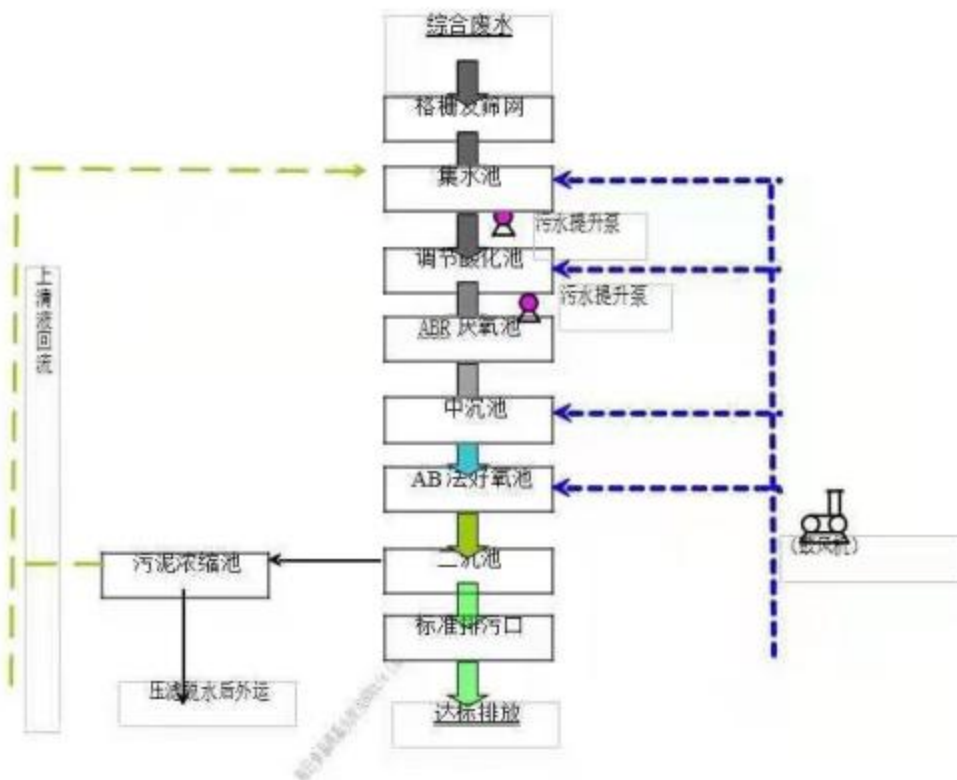 综合废水
格栅及筛网
集水池
污水提升泵
调节酸化池
污水提升泵
ABR 厌氧池
上清液回流
中沉池
AB 法好氧池
(鼓风机)
污泥浓缩池
二沉池
标准排污口
压滤脱水后外运
达标排放